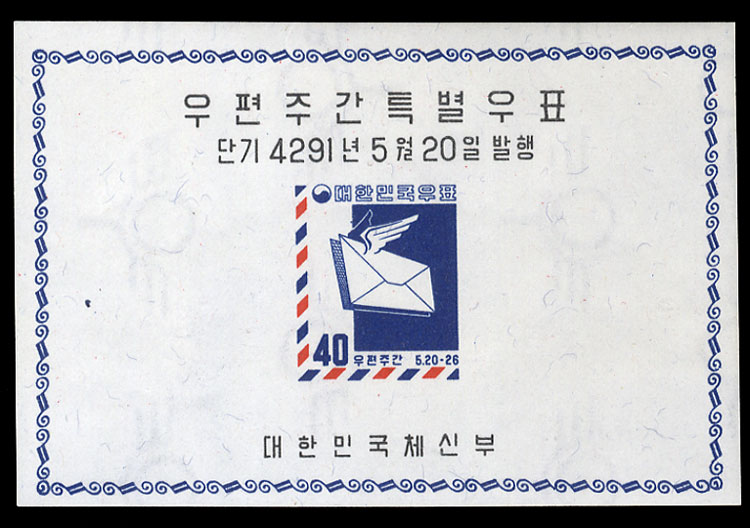 우편주간특별우표
단기 4291년 5월 20일 발행
대한민국우표
40 우편주간 5.20-26
대한민국체신부